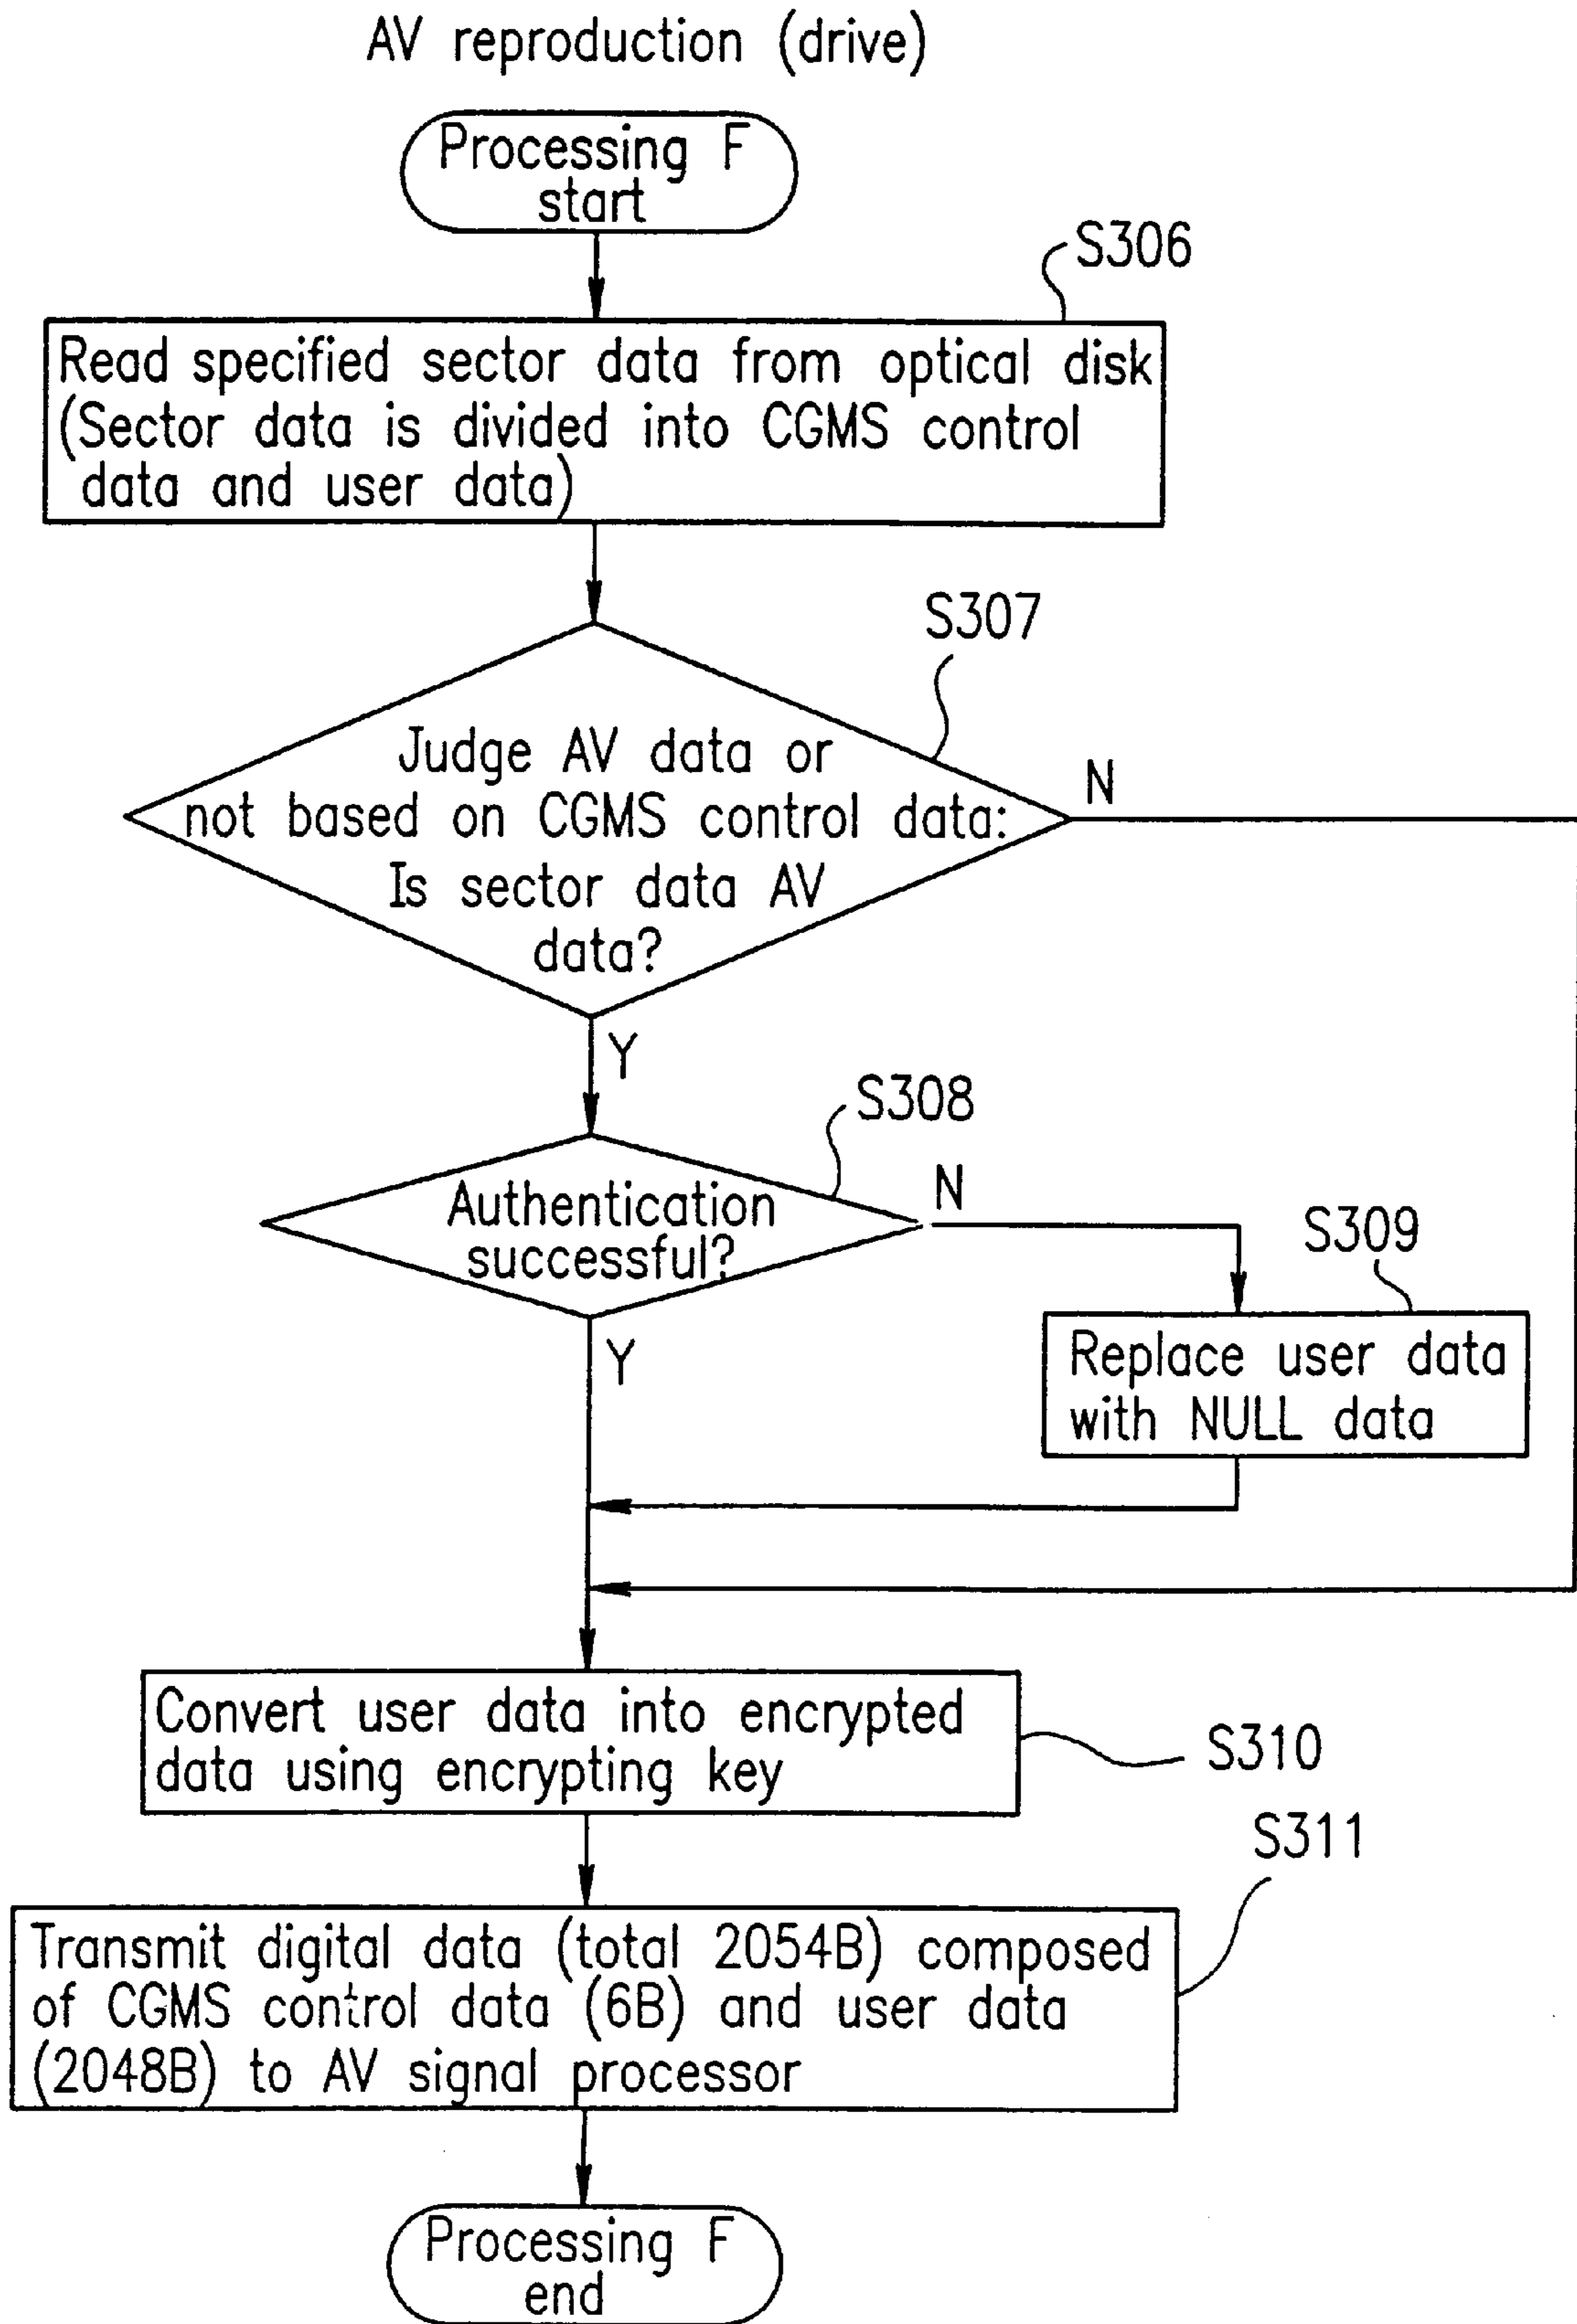 AV reproduction (drive)
Processing F
start
S306
Read specified sector data from optical disk
(Sector data is divided into CGMS control
data and user data)
S307
Judge AV data or
not based on CGMS control data:
Is sector data AV
data?
N
Y
S308
Authentication
successful?
N
S309
Replace user data
with NULL data
Y
Convert user data into encrypted
data using encrypting key
S310
S311
Transmit digital data (total 2054B) composed
of CGMS control data (6B) and user data
(2048B) to AV signal processor
Processing F
end